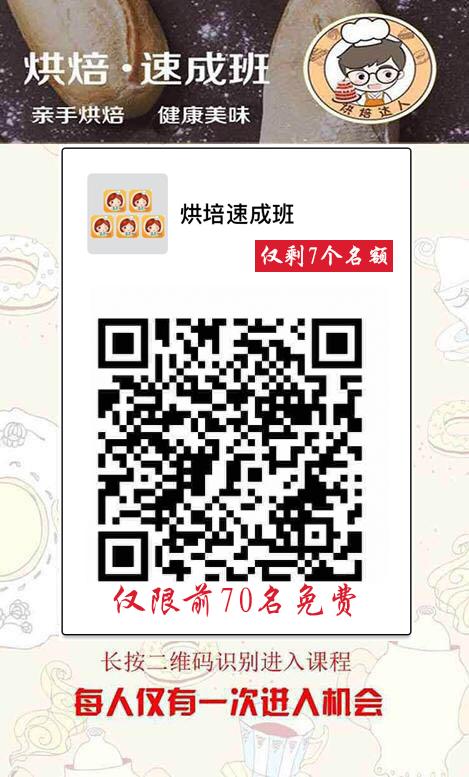 烘焙·速成班
亲手烘焙 健康美味
烘焙达人
烘培速成班
仅剩7个名额
仅限前70名免费
长按二维码识别进入课程
每人仅有一次进入机会